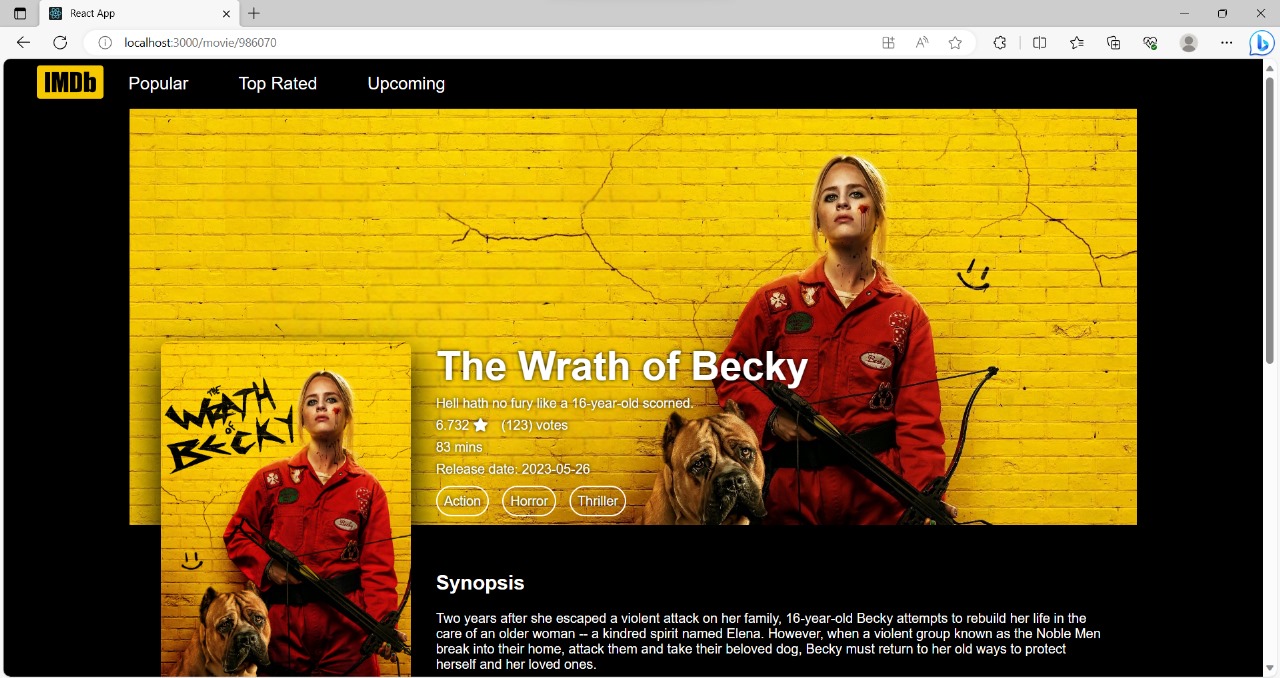 React App
localhost:3000/movie/986070
IMDb
Popular
Top Rated
Upcoming
The Wrath of Becky
Hell hath no fury like a 16-year-old scorned.
6.732 (123) votes
83 mins
Release date: 2023-05-26
Action
Horror
Thriller
Becky
THE
WRATH
OF
BECKY
Becky
Synopsis
Two years after she escaped a violent attack on her family, 16-year-old Becky attempts to rebuild her life in the
care of an older woman -- a kindred spirit named Elena. However, when a violent group known as the Noble Men
break into their home, attack them and take their beloved dog, Becky must return to her old ways to protect
herself and her loved ones.